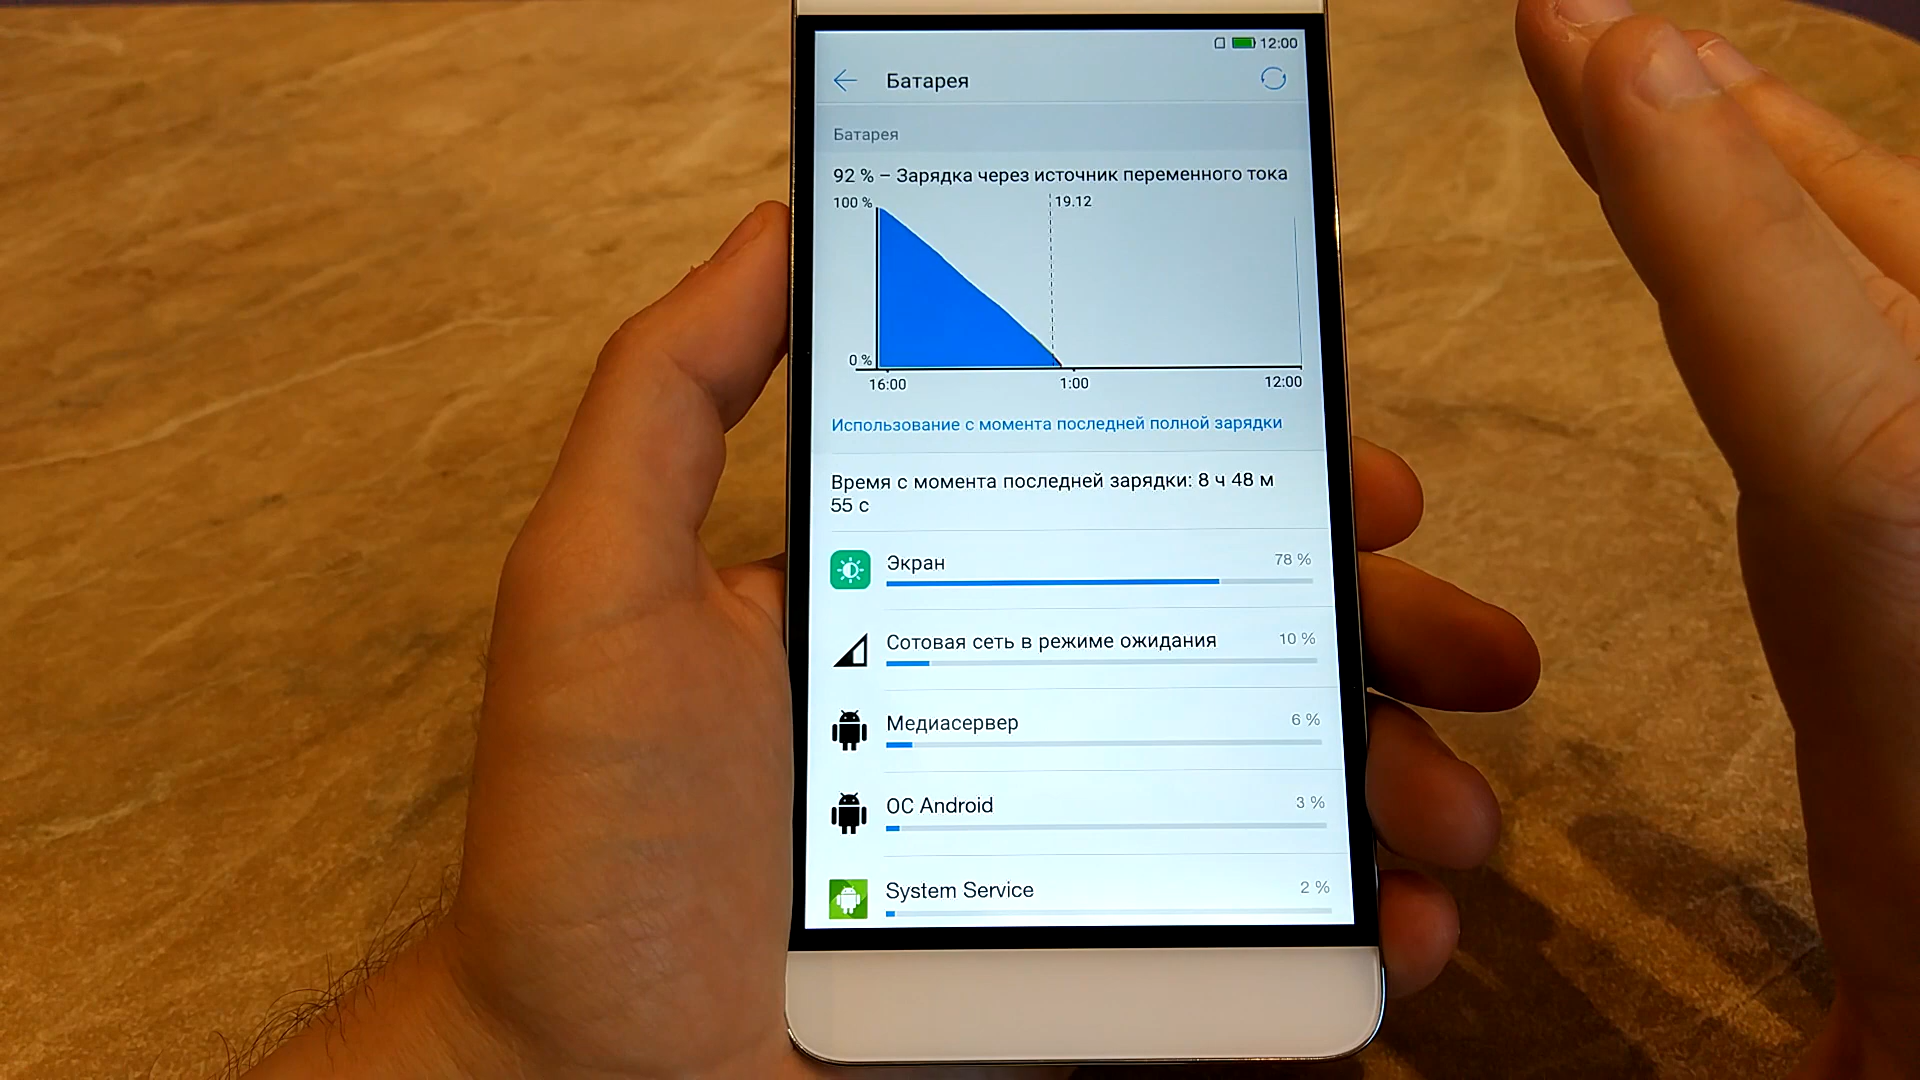 12:00
Батарея
Батарея
92 % – Зарядка через источник переменного тока
100 %
19.12
0 %
16:00
1:00
12:00
Использование с момента последней полной зарядки
Время с момента последней зарядки: 8 ч 48 м
55 с
Экран
78 %
Сотовая сеть в режиме ожидания
10 %
Медиасервер
6 %
ОС Android
3 %
System Service
2 %